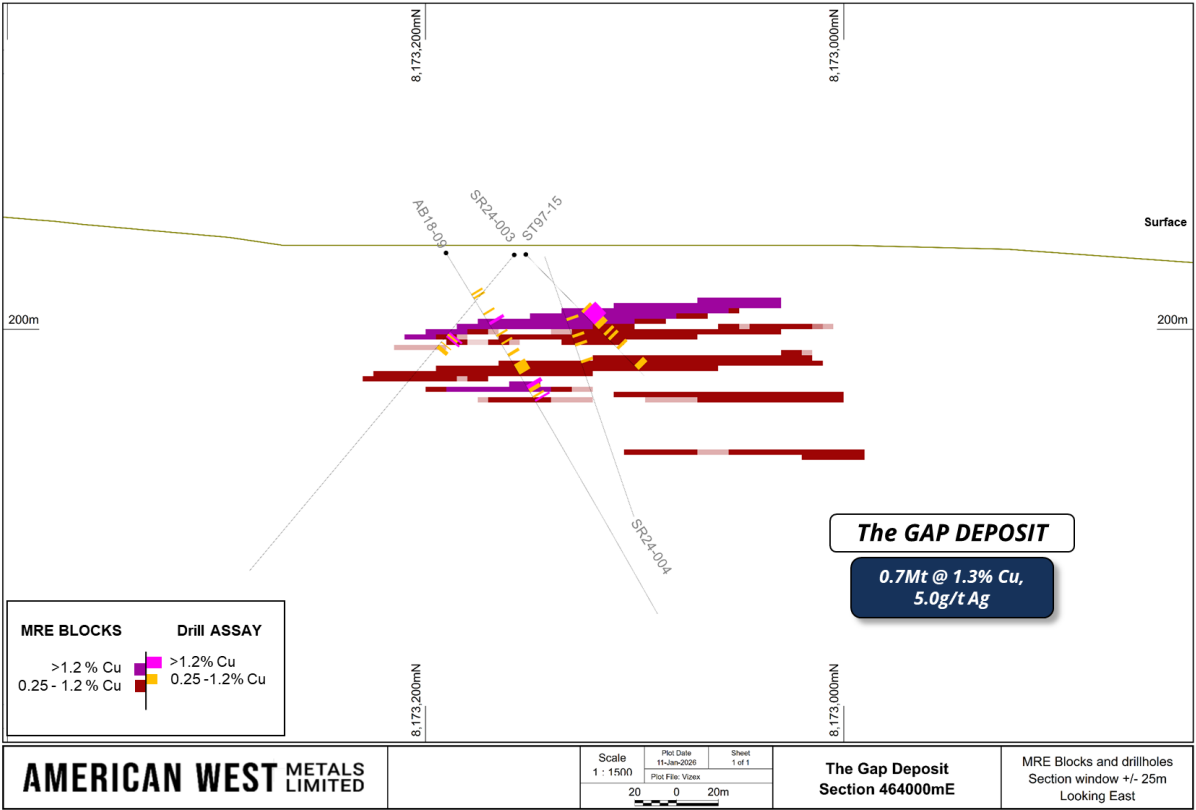 8,173,200mN
8,173,000mN
AB18-09
SR24-003
ST97-15
Surface
200m
200m
SR24-004
The GAP DEPOSIT
0.7Mt @ 1.3% Cu,
5.0g/t Ag
MRE BLOCKS
Drill ASSAY
>1.2 % Cu
>1.2% Cu
0.25 - 1.2 % Cu
0.25 -1.2% Cu
8,173,200mN
8,173,000mN
AMERICAN WEST METALS
LIMITED
Scale
1 : 1500
Plot Date
11-Jan-2026
Sheet
1 of 1
Plot File: Vizex
20 0 20m
The Gap Deposit
Section 464000mE
MRE Blocks and drillholes
Section window +/- 25m
Looking East